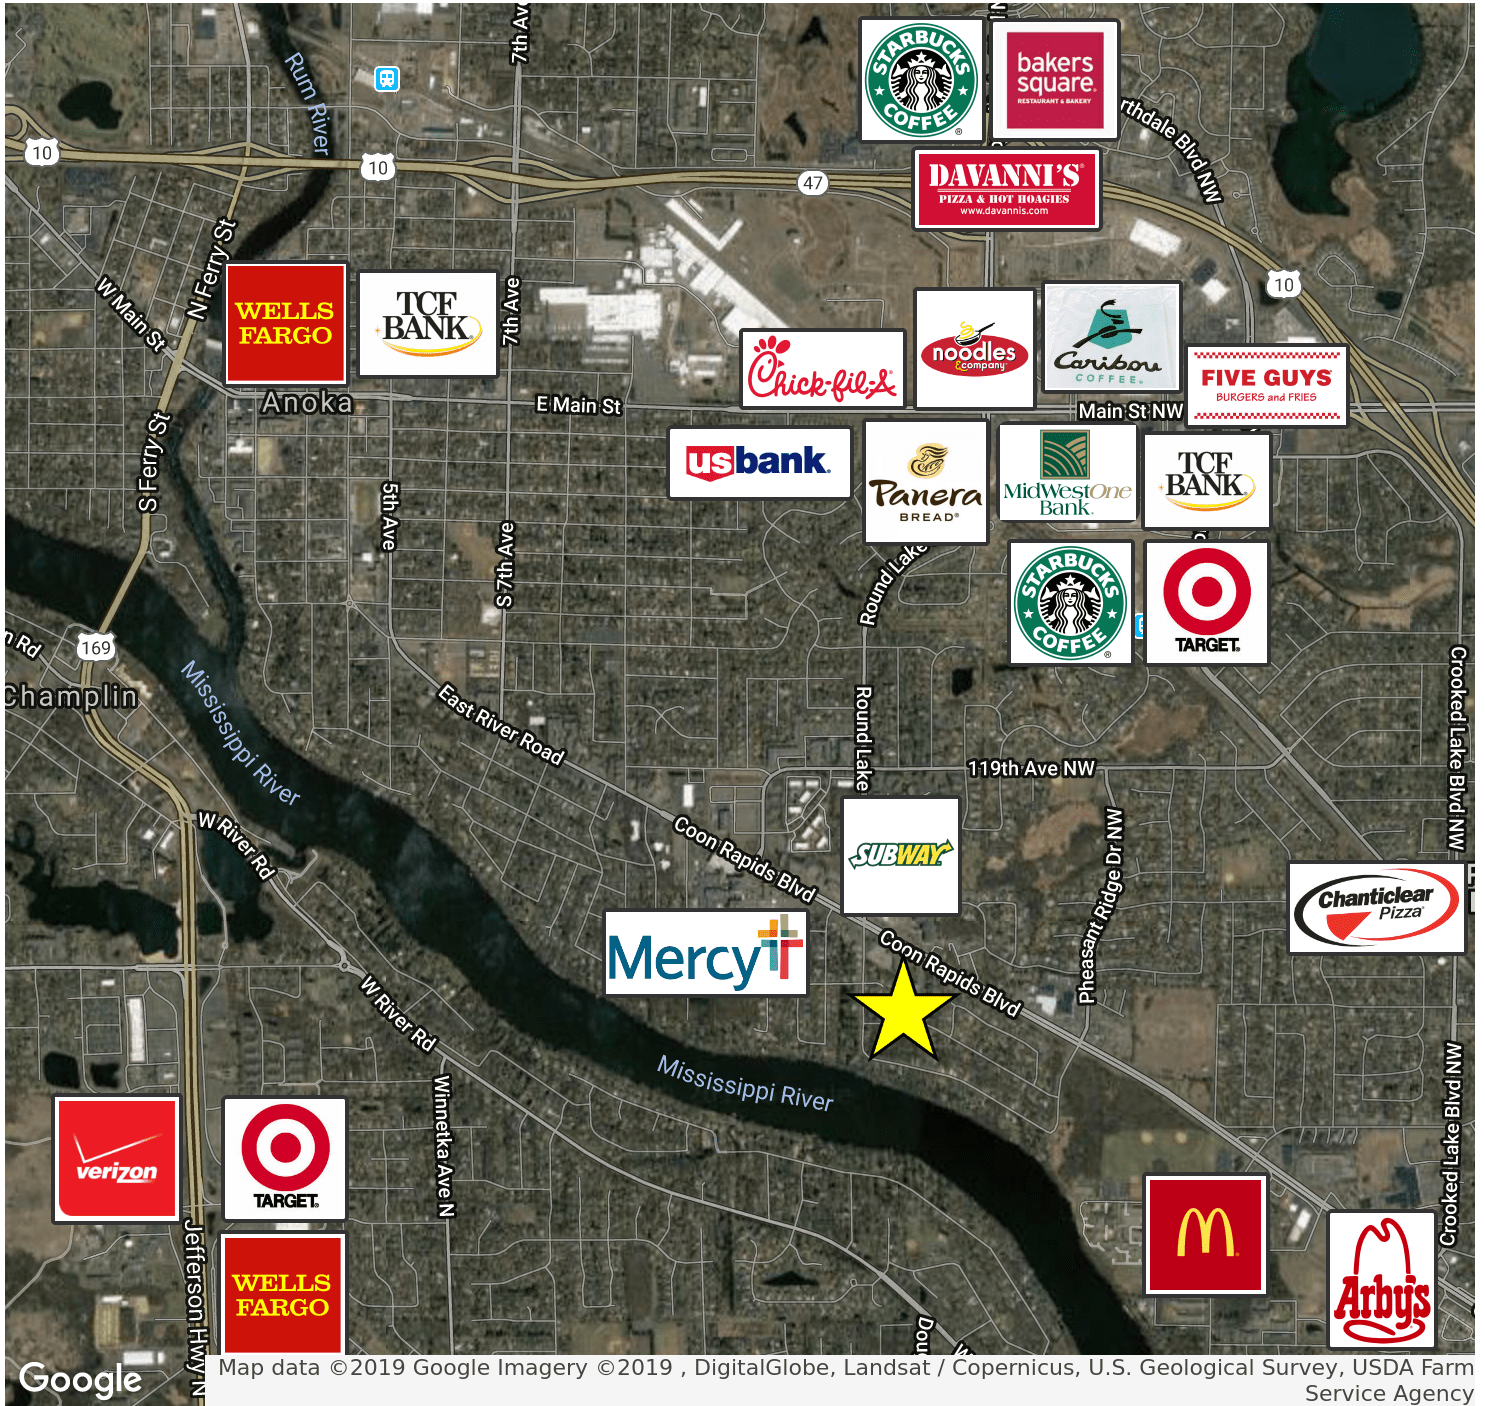 7th Ave
N
Rum River
STARBUCKS
COFFEE
®
bakers
square®
RESTAURANT & BAKERY
rthdale Blvd NW
10
10
47
DAVANNI'S®
PIZZA & HOT HOAGIES
www.davannis.com
N Ferry St
W Main St
WELLS
FARGO
TCF
BANK®
7th Ave
10
Chick-fil-A®
noodles
&company®
Caribou
COFFEE®
FIVE GUYS
BURGERS and FRIES
Anoka
E Main St
Main St NW
S Ferry St
usbank®
Panera
BREAD®
MidWestOne
Bank®
TCF
BANK®
5th Ave
S 7th Ave
Round Lake
STARBUCKS
COFFEE
®
TARGET®
n Rd
169
Champlin
Mississippi River
East River Road
Round Lake
119th Ave NW
Crooked Lake Blvd NW
W River Rd
Coon Rapids Blvd
SUBWAY®
Pheasant Ridge Dr NW
Chanticlear
Pizza®
Mercy
Coon Rapids Blvd
W River Rd
Mississippi River
Winnetka Ave N
Crooked Lake Blvd NW
verizon
TARGET®
Jefferson Hwy N
WELLS
FARGO
M
Arby's
Google
Map data ©2019 Google Imagery ©2019 , DigitalGlobe, Landsat / Copernicus, U.S. Geological Survey, USDA Farm
Service Agency